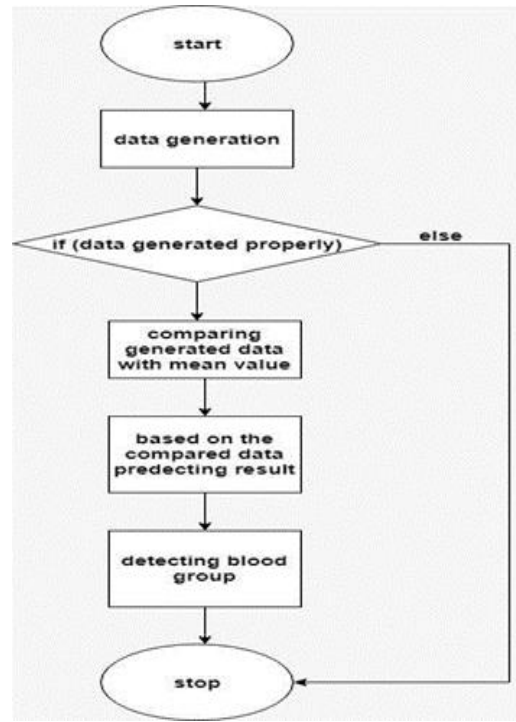 start
data generation
if (data generated properly)
else
comparing
generated data
with mean value
based on the
compared data
predecting result
detecting blood
group
stop